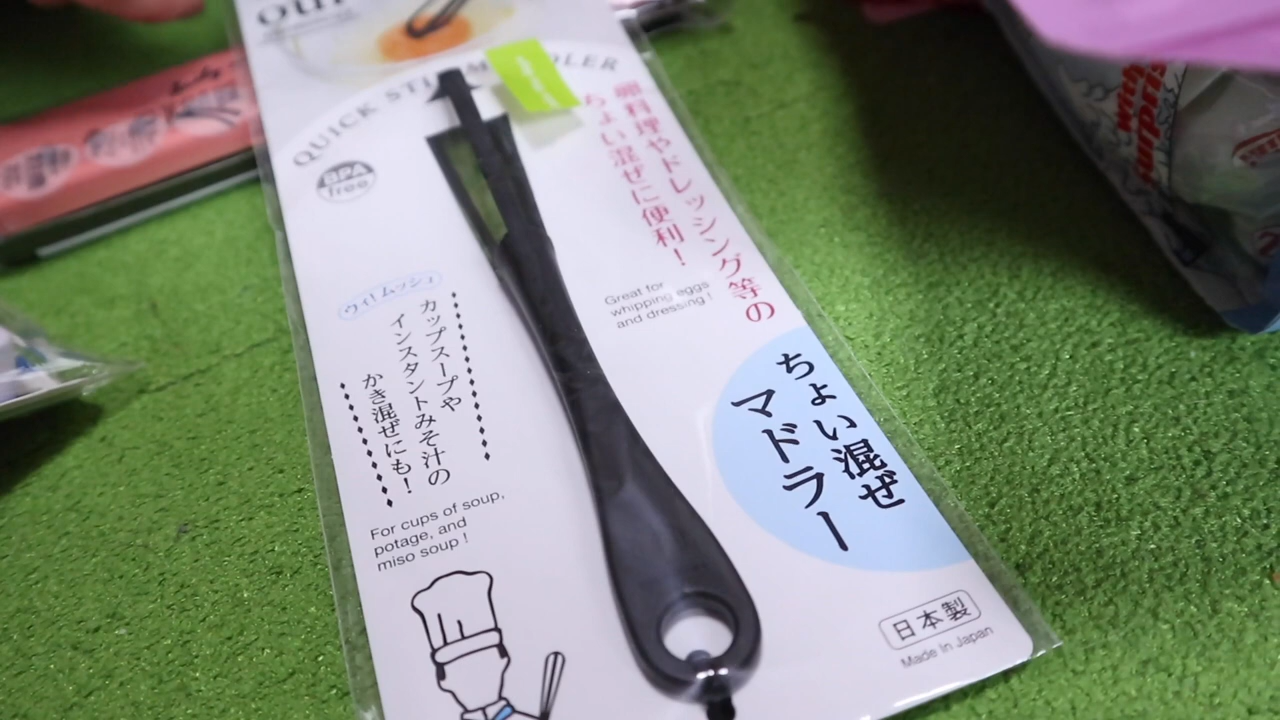 QUICK STI
BPA
free
卵料理やドレッシング等の
ちょい混ぜに便利！
Great for
whipping eggs
and dressing!
ウィ！ムッシュ
カップスープや
インスタントみそ汁の
かき混ぜにも！
For cups of soup,
potage, and
miso soup!
ちょい混ぜ
マドラー
日本製
Made in Japan